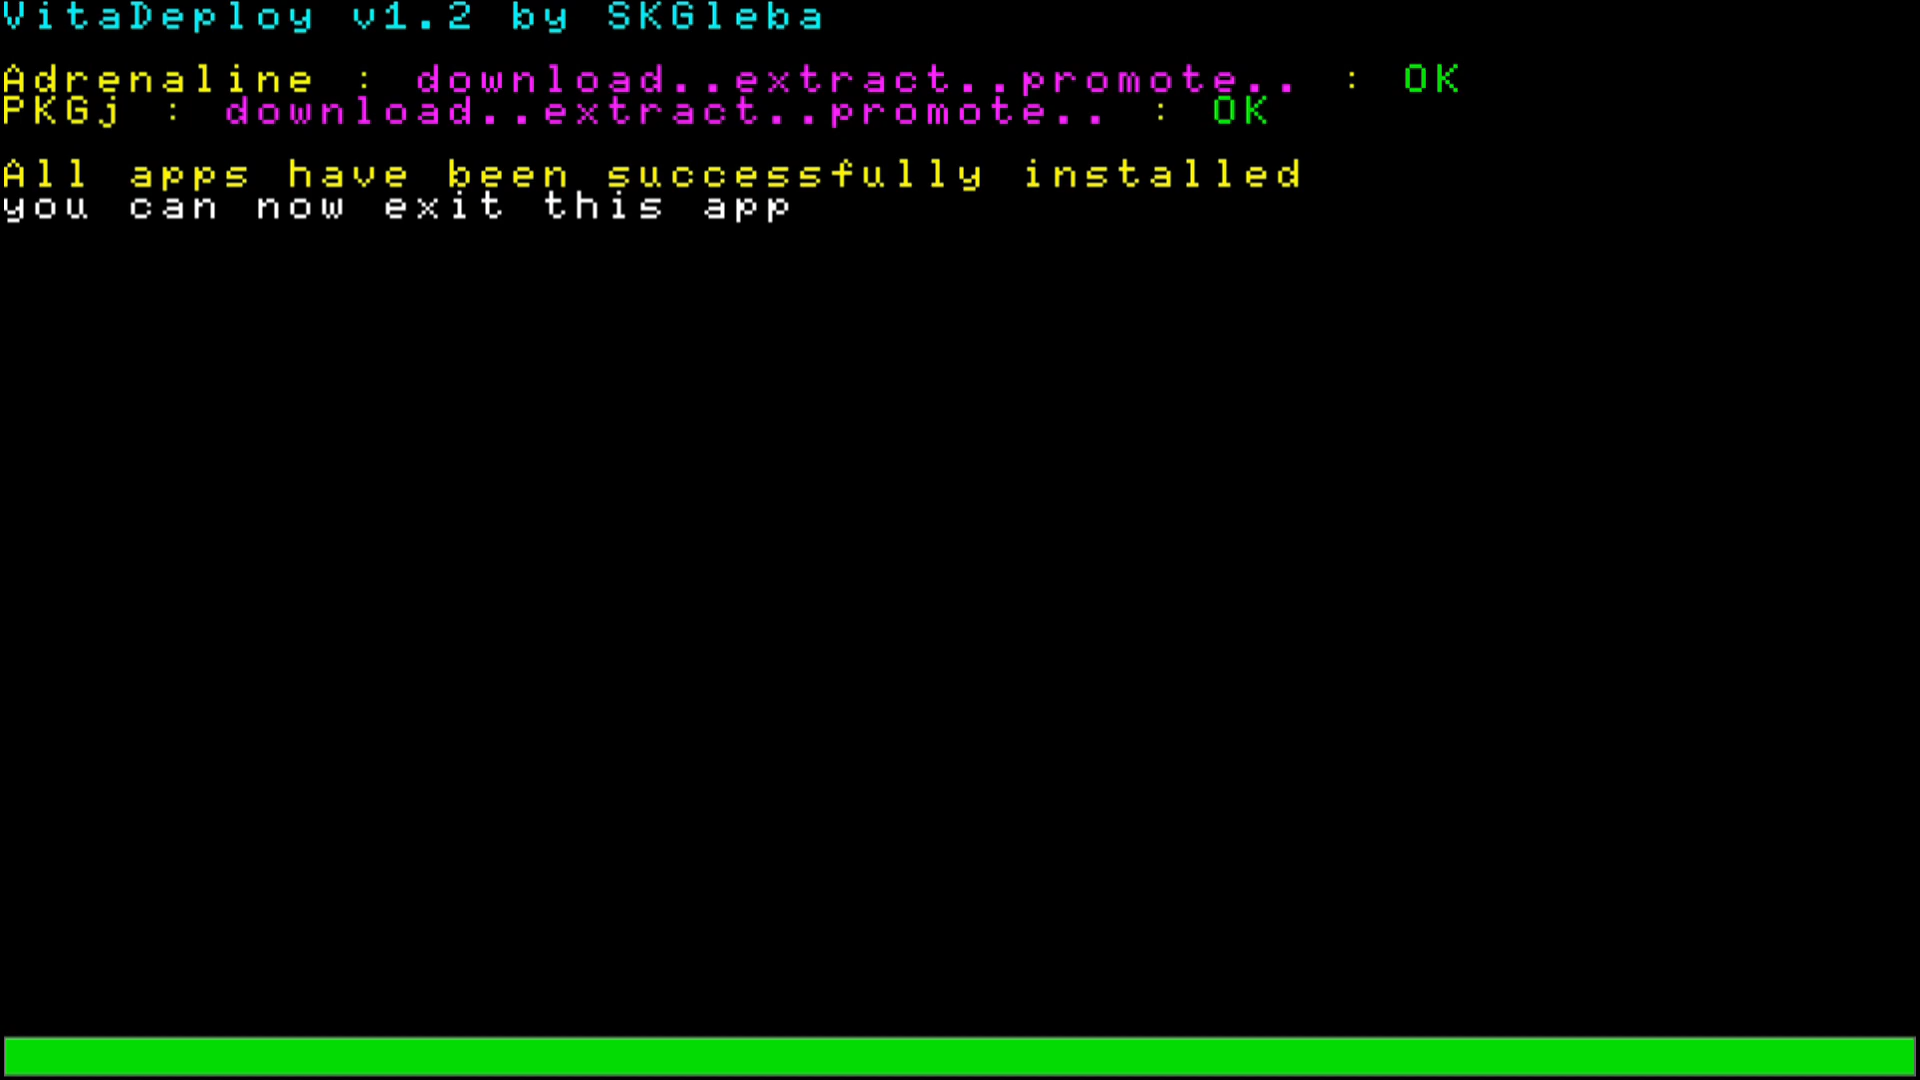 VitaDeploy v1.2 by SKGleba
Adrenaline : download..extract..promote.. : OK
PKGj : download..extract..promote.. : OK
All apps have been successfully installed
you can now exit this app